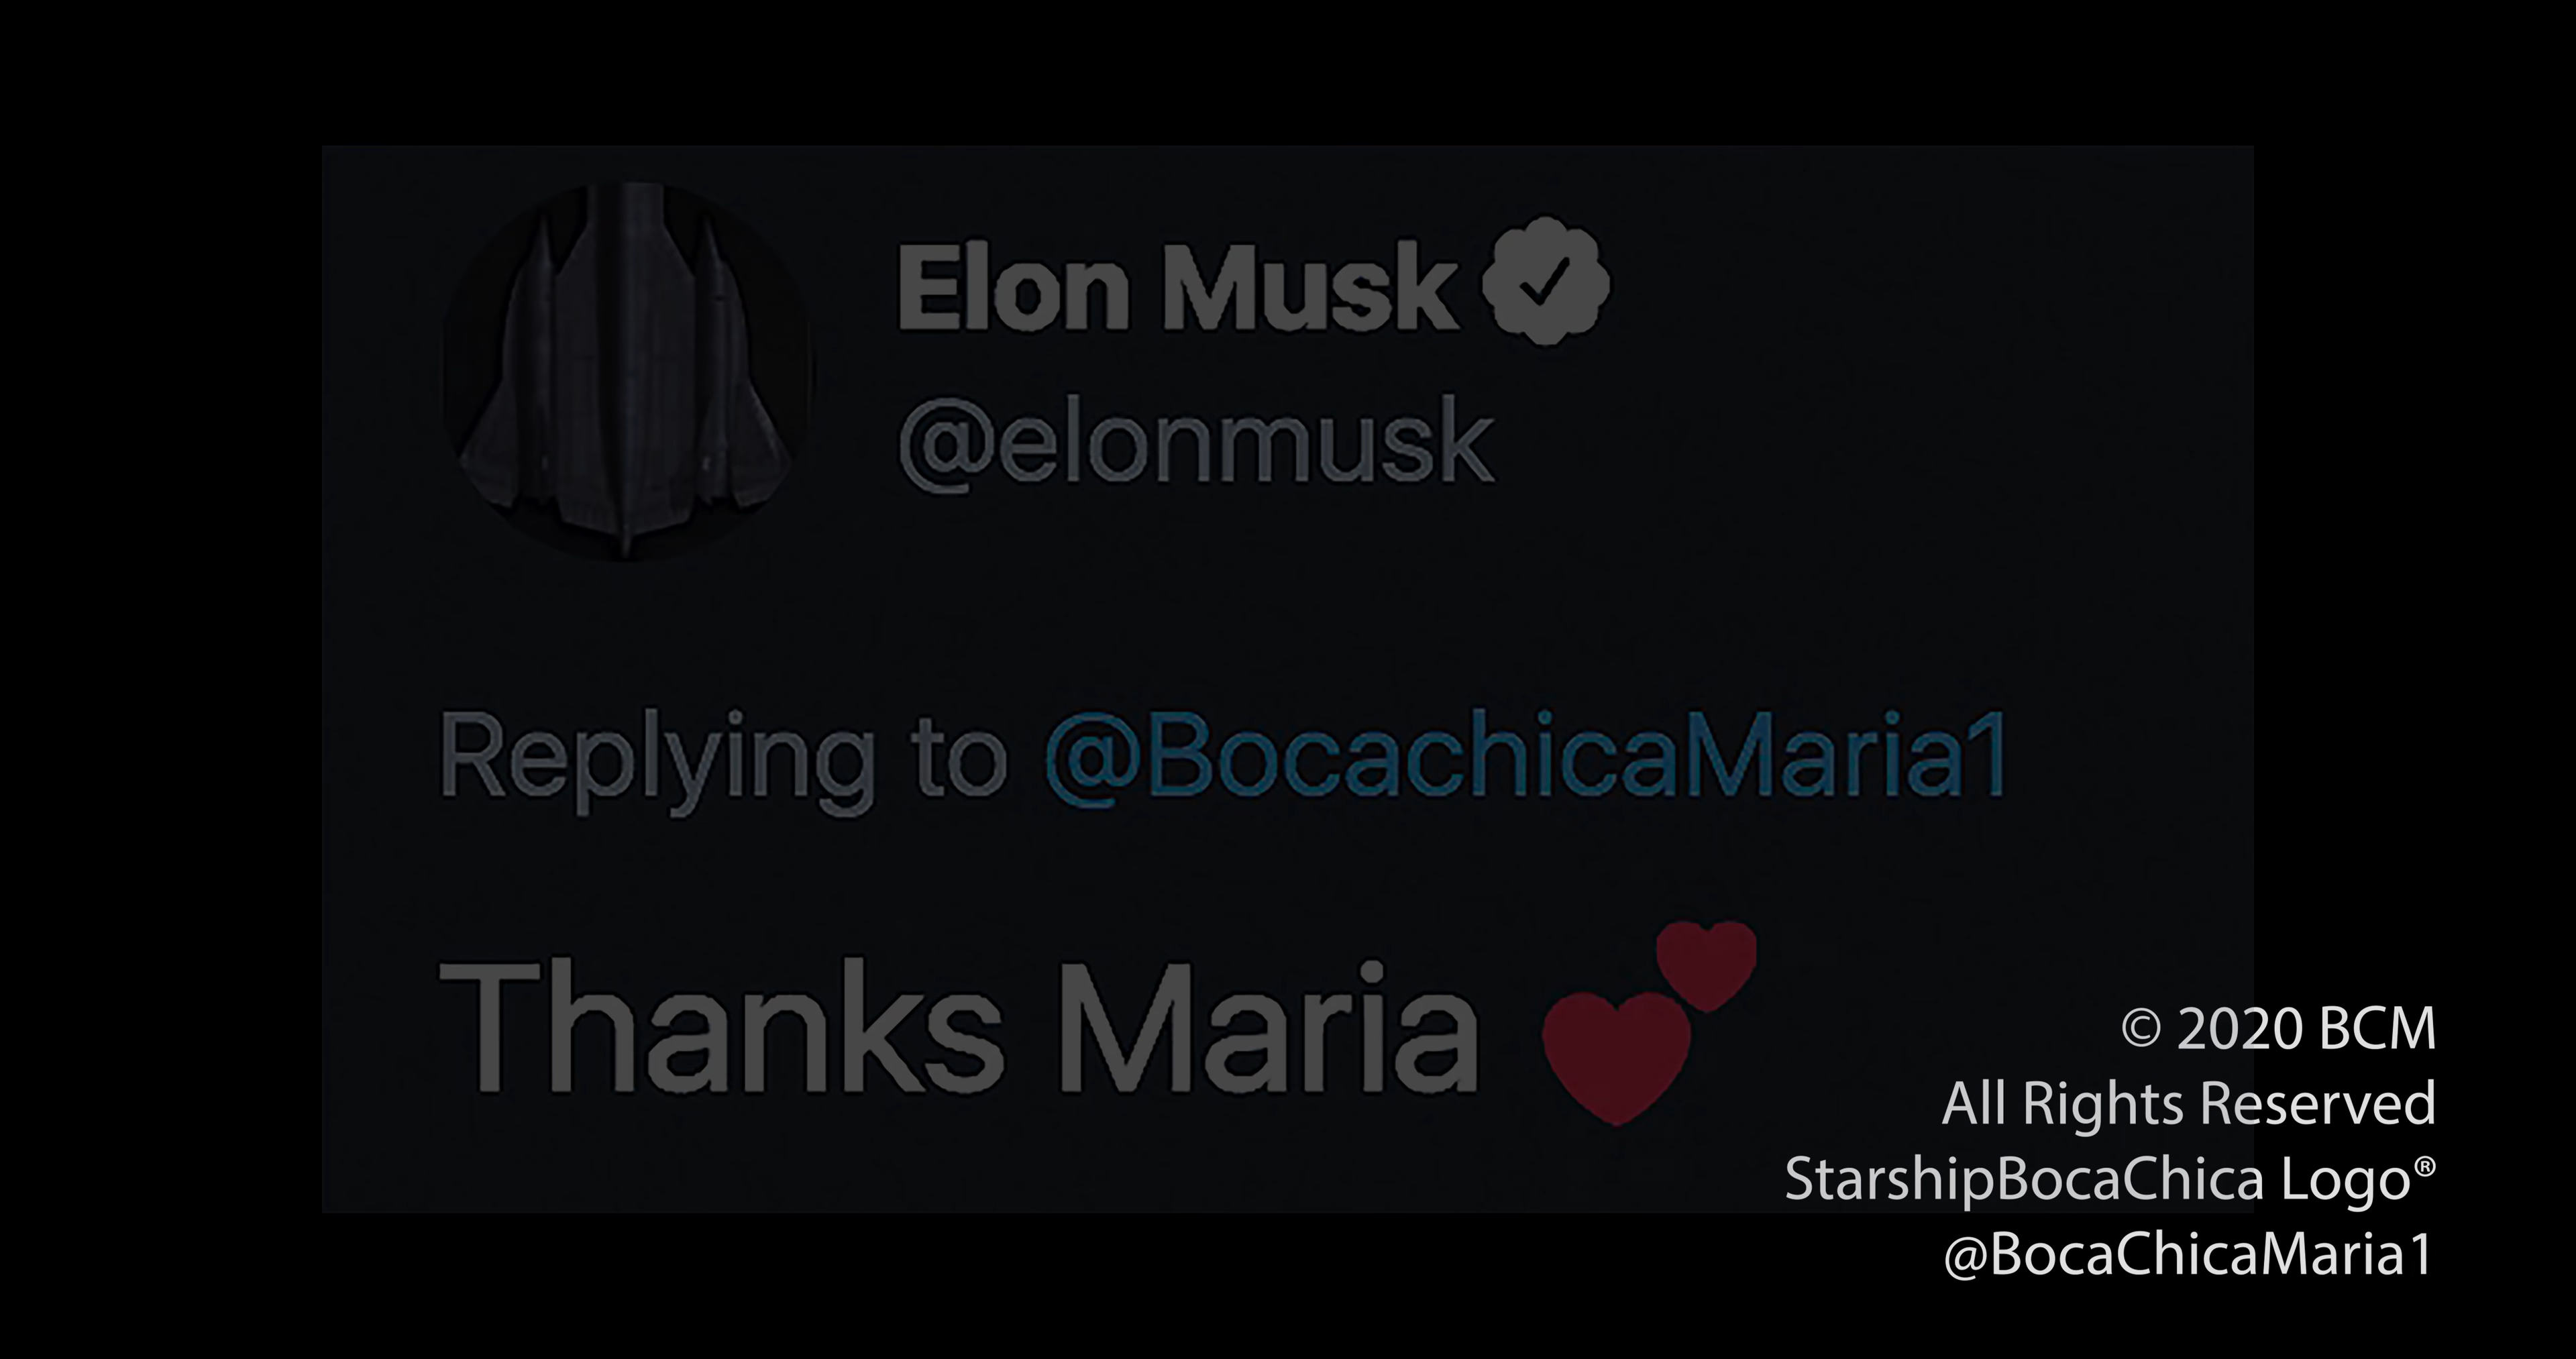 Elon Musk
@elonmusk
Replying to @BocachicaMaria1
Thanks Maria 💕
© 2020 BCM
All Rights Reserved
StarshipBocaChica Logo®
@BocaChicaMaria1